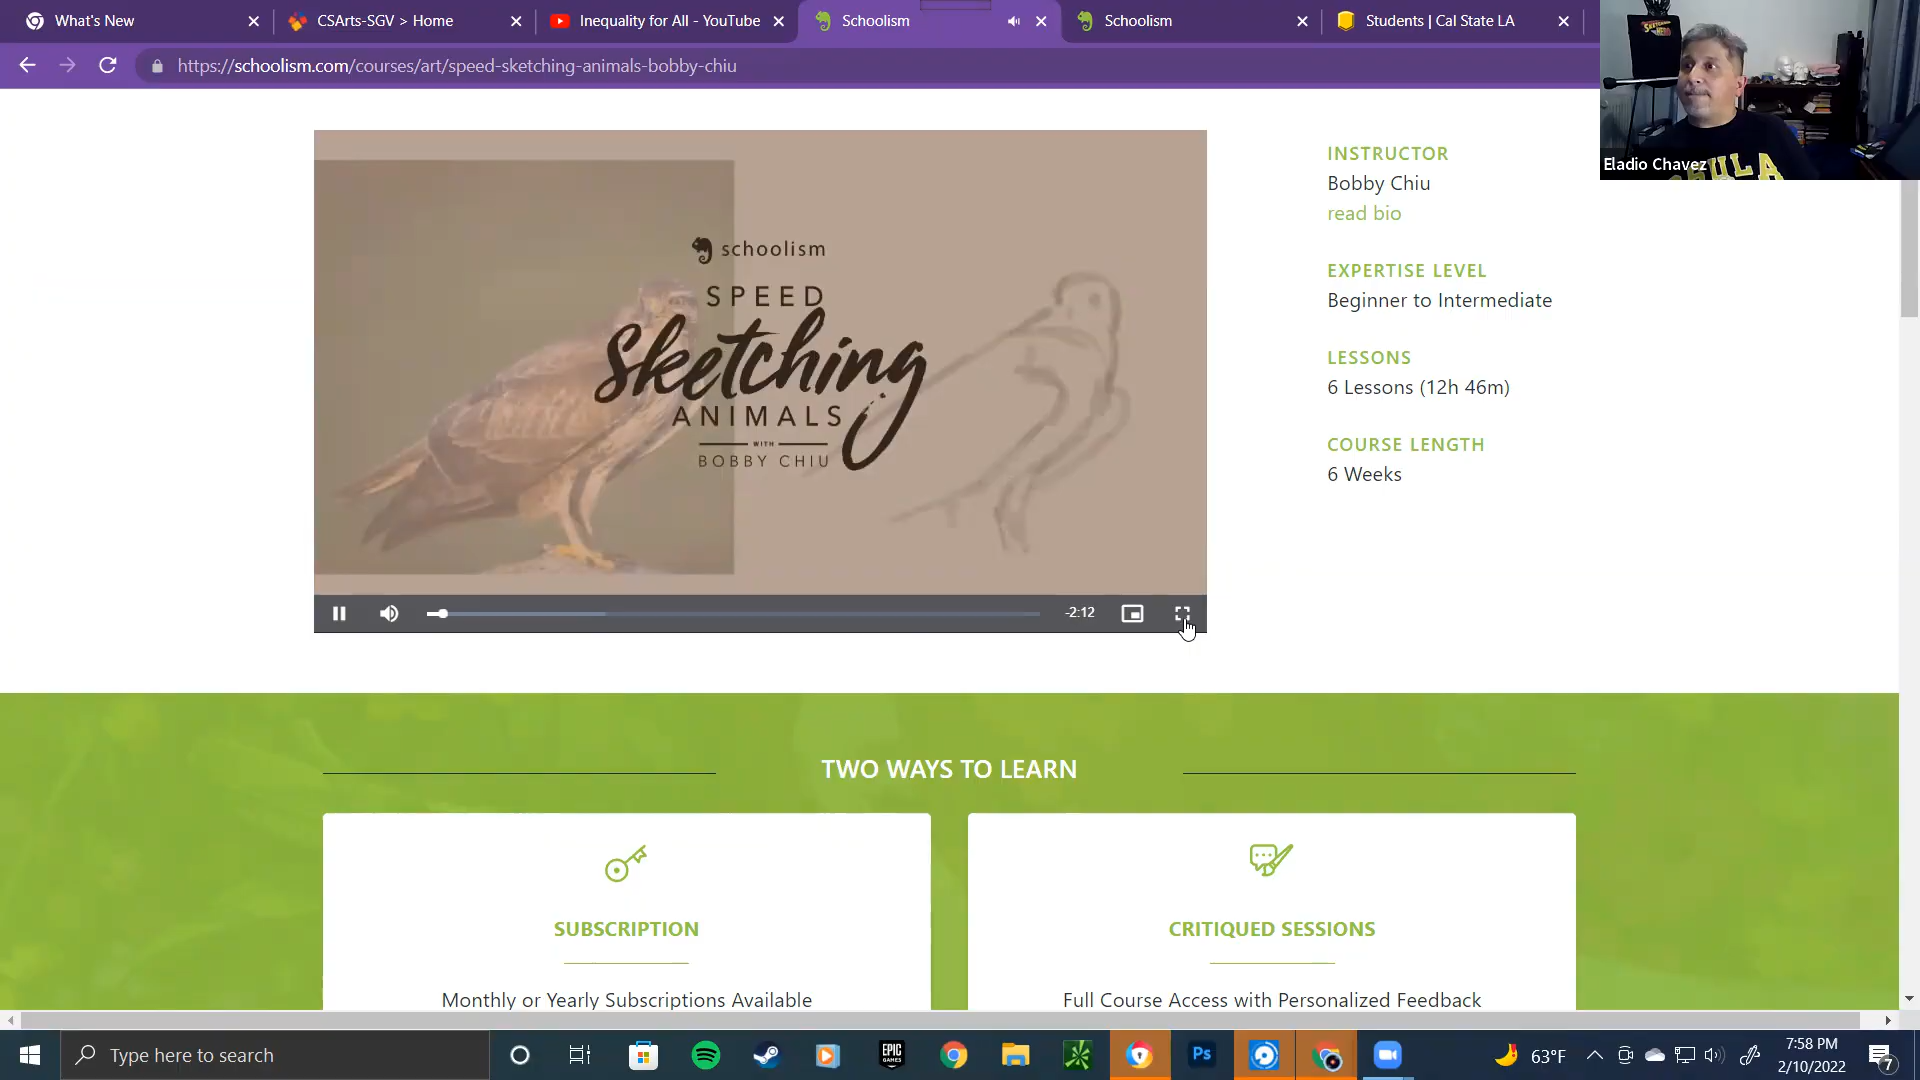 What's New
CSArts-SGV > Home
Inequality for All - YouTube
Schoolism
Schoolism
Students | Cal State LA
https://schoolism.com/courses/art/speed-sketching-animals-bobby-chiu
Eladio Chavez
schoolism
SPEED
Sketching
ANIMALS
WITH
BOBBY CHIU
-2:12
INSTRUCTOR
Bobby Chiu
read bio
EXPERTISE LEVEL
Beginner to Intermediate
LESSONS
6 Lessons (12h 46m)
COURSE LENGTH
6 Weeks
TWO WAYS TO LEARN
SUBSCRIPTION
Monthly or Yearly Subscriptions Available
CRITIQUED SESSIONS
Full Course Access with Personalized Feedback
Type here to search
EPIC
GAMES
Ps
63°F
7:58 PM
2/10/2022
7